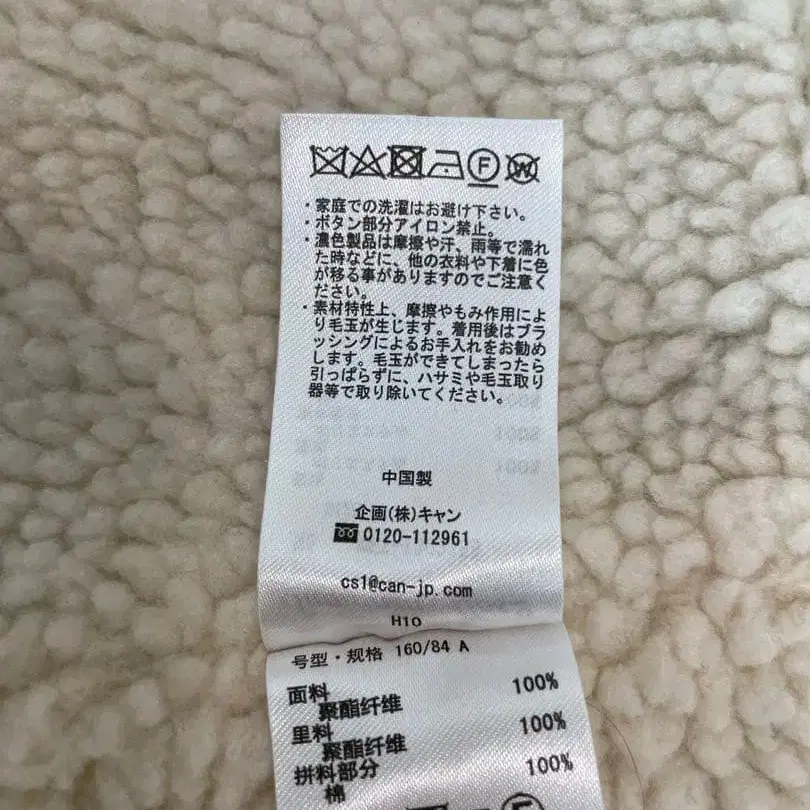 F W
・家庭での洗濯はお避け下さい。
・ボタン部分アイロン禁止。
・濃色製品は摩擦や汗、雨等で濡れ
た時などに、他の衣料や下着に色
が移る事がありますのでご注意く
ださい。
・素材特性上、摩擦やもみ作用によ
り毛玉が生じます。着用後はブラ
ッシングによるお手入れをお勧め
します。毛玉ができてしまったら
引っぱらずに、ハサミや毛玉取り
器等で取り除いてください。
中国製
企画(株)キャン
0120-112961
cs1@can-jp.com
H10
号型・规格 160/84 A
面料 100%
聚酯纤维
里料 100%
聚酯纤维
拼料部分 100%
棉